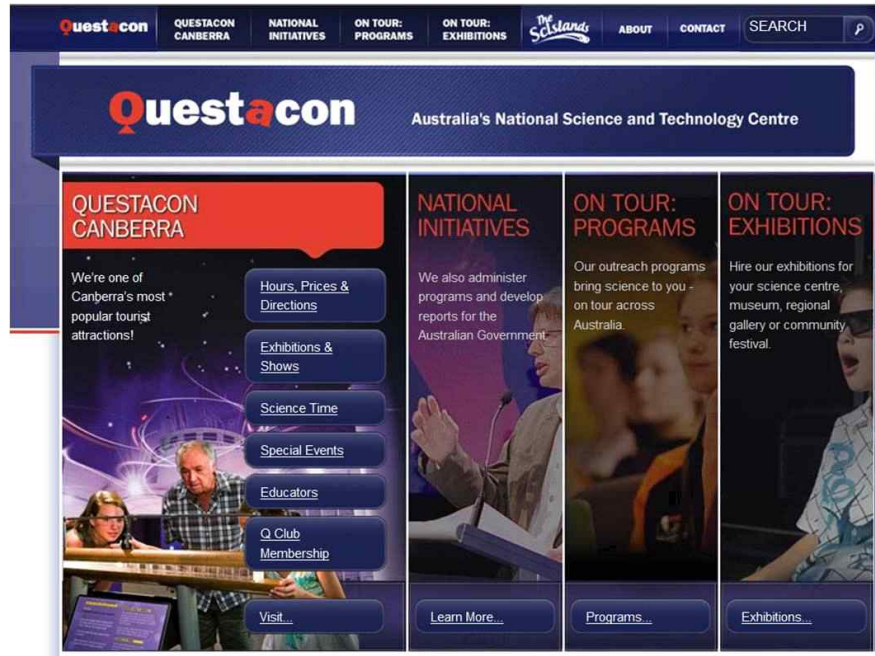 Questacon
QUESTACON
CANBERRA
NATIONAL
INITIATIVES
ON TOUR:
PROGRAMS
ON TOUR:
EXHIBITIONS
The
ScIslands
ABOUT
CONTACT
SEARCH
Questacon
Australia's National Science and Technology Centre
QUESTACON
CANBERRA
We're one of
Canberra's most
popular tourist
attractions!
Hours, Prices &
Directions
Exhibitions &
Shows
Science Time
Special Events
Educators
Q Club
Membership
Visit...
NATIONAL
INITIATIVES
We also administer
programs and develop
reports for the
Australian Government.
Learn More...
ON TOUR:
PROGRAMS
Our outreach programs
bring science to you -
on tour across
Australia.
Programs...
ON TOUR:
EXHIBITIONS
Hire our exhibitions for
your science centre,
museum, regional
gallery or community
festival.
Exhibitions...